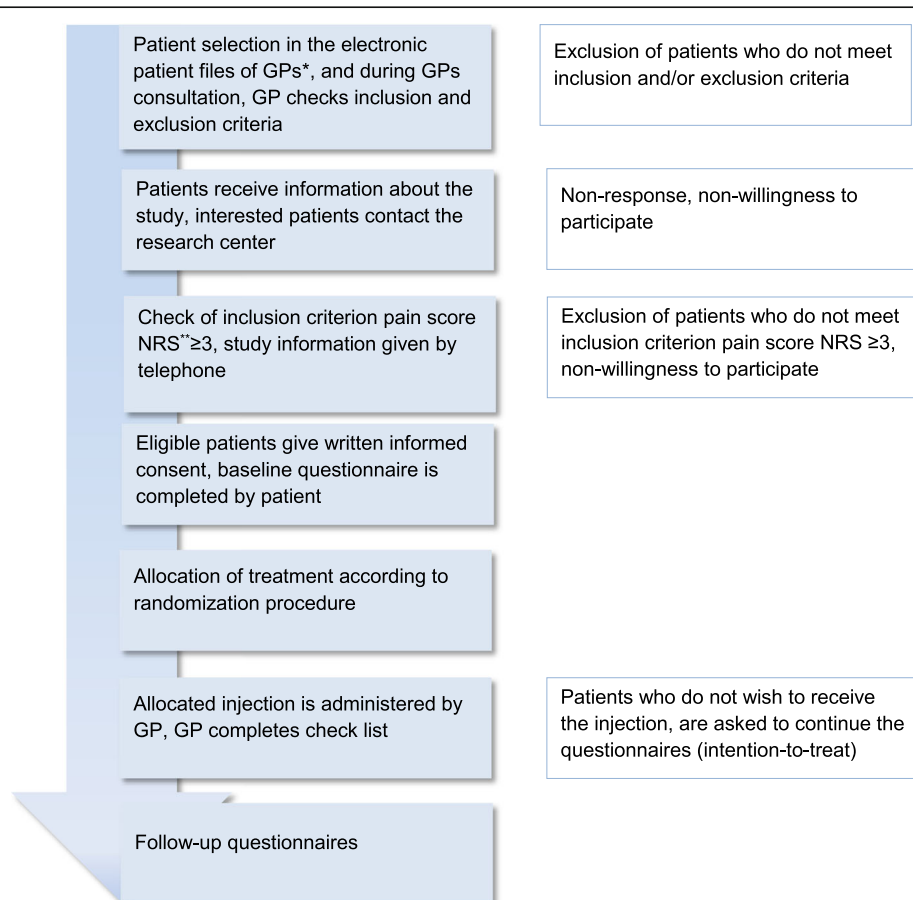 Patient selection in the electronic
patient files of GPs*, and during GPs
consultation, GP checks inclusion and
exclusion criteria
Exclusion of patients who do not meet
inclusion and/or exclusion criteria
Patients receive information about the
study, interested patients contact the
research center
Non-response, non-willingness to
participate
Check of inclusion criterion pain score
NRS**≥3, study information given by
telephone
Exclusion of patients who do not meet
inclusion criterion pain score NRS ≥3,
non-willingness to participate
Eligible patients give written informed
consent, baseline questionnaire is
completed by patient
Allocation of treatment according to
randomization procedure
Allocated injection is administered by
GP, GP completes check list
Patients who do not wish to receive
the injection, are asked to continue the
questionnaires (intention-to-treat)
Follow-up questionnaires